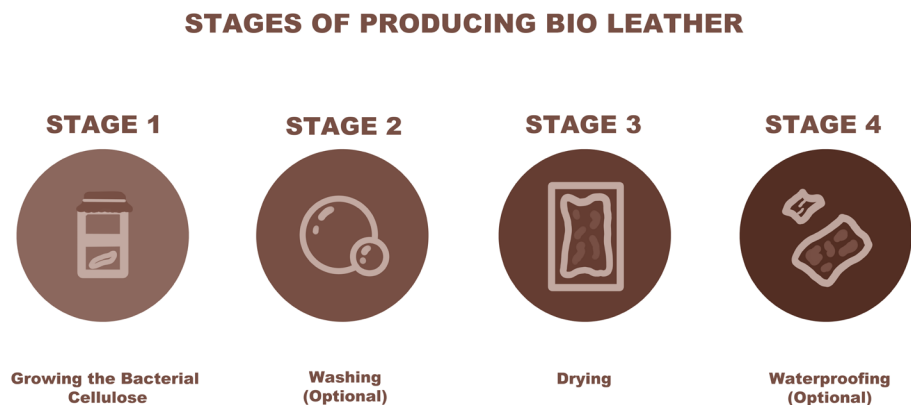 STAGES OF PRODUCING BIO LEATHER
STAGE 1
STAGE 2
STAGE 3
STAGE 4
Growing the Bacterial
Cellulose
Washing
(Optional)
Drying
Waterproofing
(Optional)